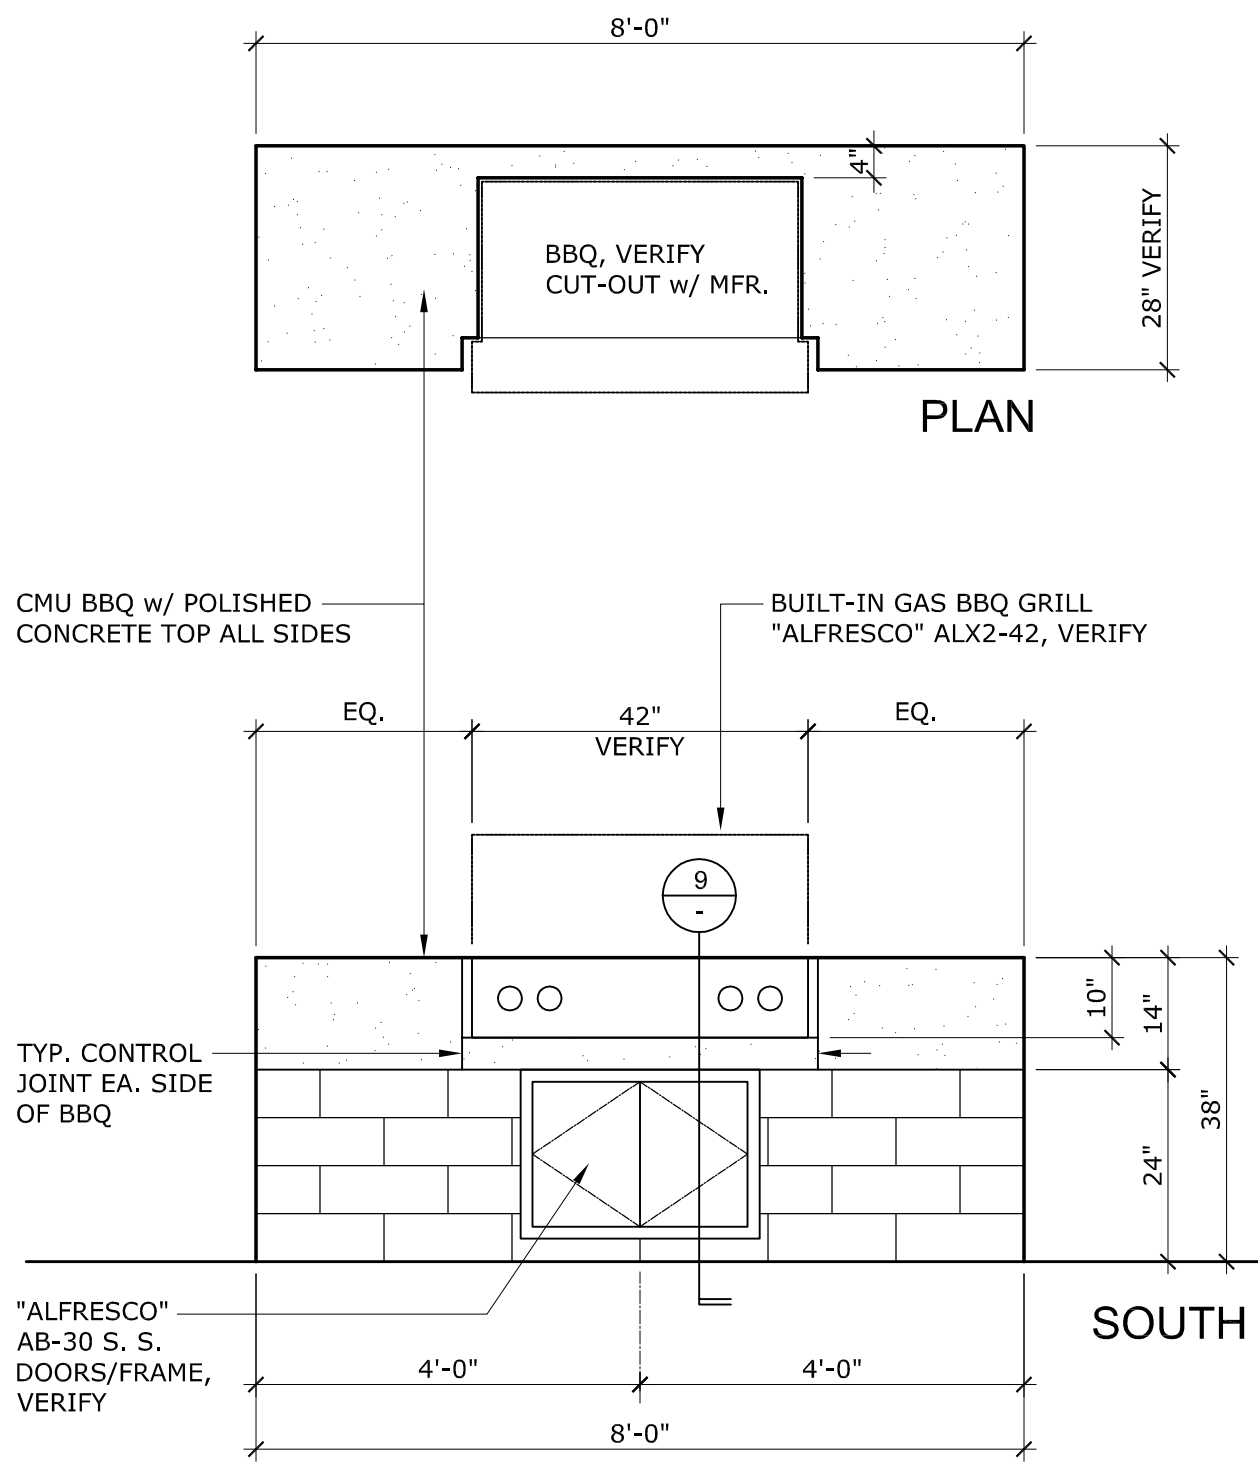 8'-0"
4"
28" VERIFY
BBQ, VERIFY
CUT-OUT w/ MFR.
PLAN
CMU BBQ w/ POLISHED
CONCRETE TOP ALL SIDES
BUILT-IN GAS BBQ GRILL
"ALFRESCO" ALX2-42, VERIFY
EQ.
42"
VERIFY
EQ.
9
-
10"
14"
38"
24"
TYP. CONTROL
JOINT EA. SIDE
OF BBQ
"ALFRESCO"
AB-30 S. S.
DOORS/FRAME,
VERIFY
SOUTH
4'-0"
4'-0"
8'-0"